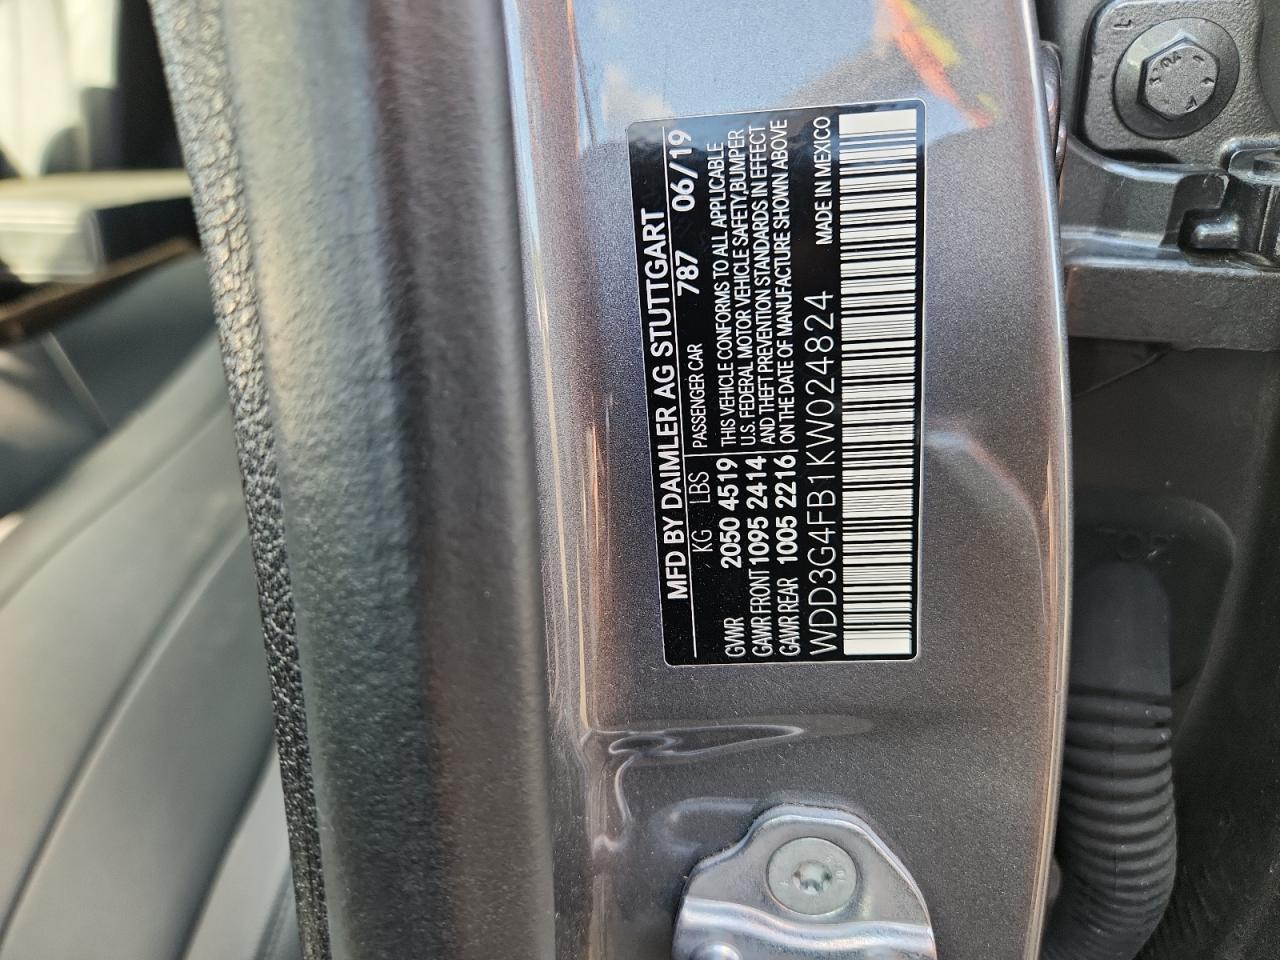 MFD BY DAIMLER AG STUTTGART
KG LBS PASSENGER CAR 787 06/19
GVWR 2050 4519 THIS VEHICLE CONFORMS TO ALL APPLICABLE
U.S. FEDERAL MOTOR VEHICLE SAFETY,BUMPER
GAWR FRONT 1095 2414 AND THEFT PREVENTION STANDARDS IN EFFECT
GAWR REAR 1005 2216 ON THE DATE OF MANUFACTURE SHOWN ABOVE
WDD3G4FB1KW024824 MADE IN MEXICO